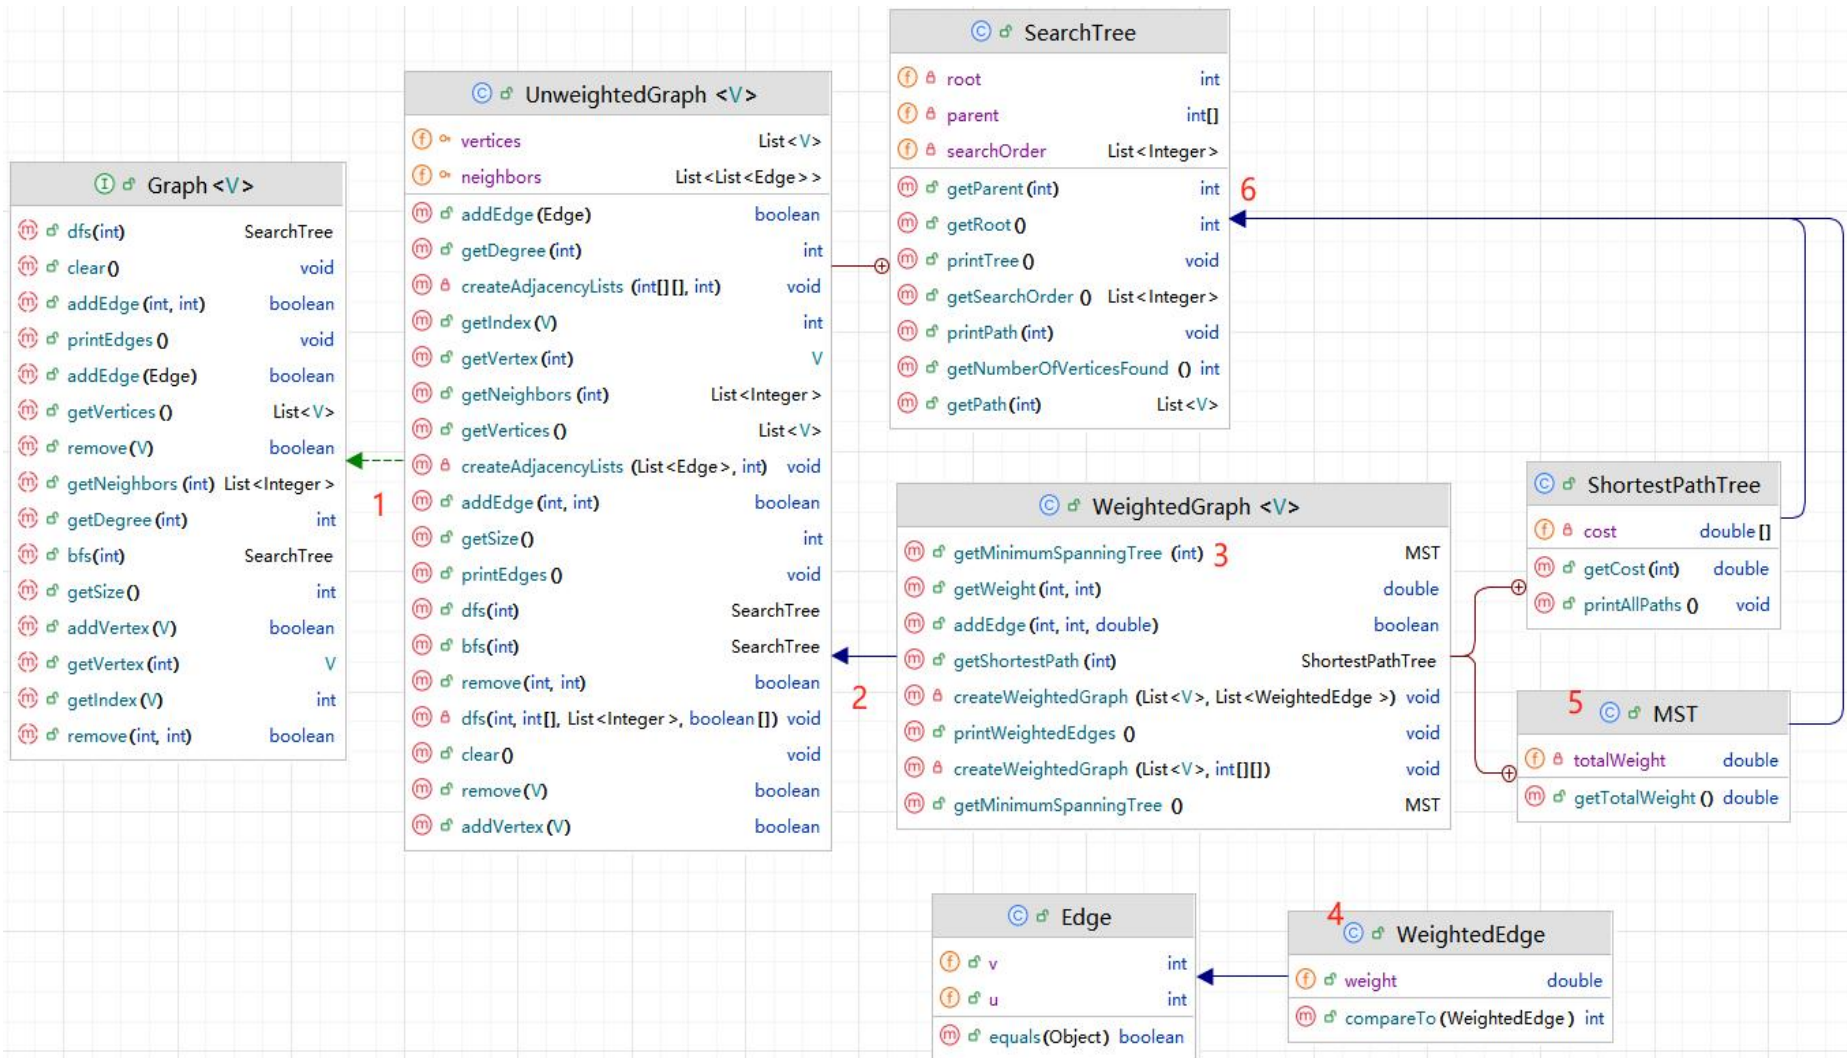 Graph <V>
dfs(int) SearchTree
clear() void
addEdge (int, int) boolean
printEdges () void
addEdge (Edge) boolean
getVertices () List<V>
remove (V) boolean
getNeighbors (int) List<Integer >
getDegree (int) int
bfs(int) SearchTree
getSize() int
addVertex (V) boolean
getVertex (int) V
getIndex (V) int
remove (int, int) boolean
1
UnweightedGraph <V>
vertices List<V>
neighbors List<List<Edge>>
addEdge (Edge) boolean
getDegree (int) int
createAdjacencyLists (int[][], int) void
getIndex (V) int
getVertex (int) V
getNeighbors (int) List<Integer >
getVertices () List<V>
createAdjacencyLists (List<Edge>, int) void
addEdge (int, int) boolean
getSize() int
printEdges () void
dfs(int) SearchTree
bfs(int) SearchTree
remove (int, int) boolean
dfs(int, int[], List<Integer >, boolean []) void
clear() void
remove (V) boolean
addVertex (V) boolean
2
SearchTree
root int
parent int[]
searchOrder List<Integer>
getParent (int) int
getRoot () int
printTree () void
getSearchOrder () List<Integer>
printPath (int) void
getNumberOfVerticesFound () int
getPath (int) List<V>
6
WeightedGraph <V>
getMinimumSpanningTree (int) 3 MST
getWeight (int, int) double
addEdge (int, int, double) boolean
getShortestPath (int) ShortestPathTree
createWeightedGraph (List<V>, List<WeightedEdge >) void
printWeightedEdges () void
createWeightedGraph (List<V>, int[][]) void
getMinimumSpanningTree () MST
ShortestPathTree
cost double []
getCost (int) double
printAllPaths () void
5 MST
totalWeight double
getTotalWeight () double
Edge
v int
u int
equals (Object) boolean
4
WeightedEdge
weight double
compareTo (WeightedEdge ) int